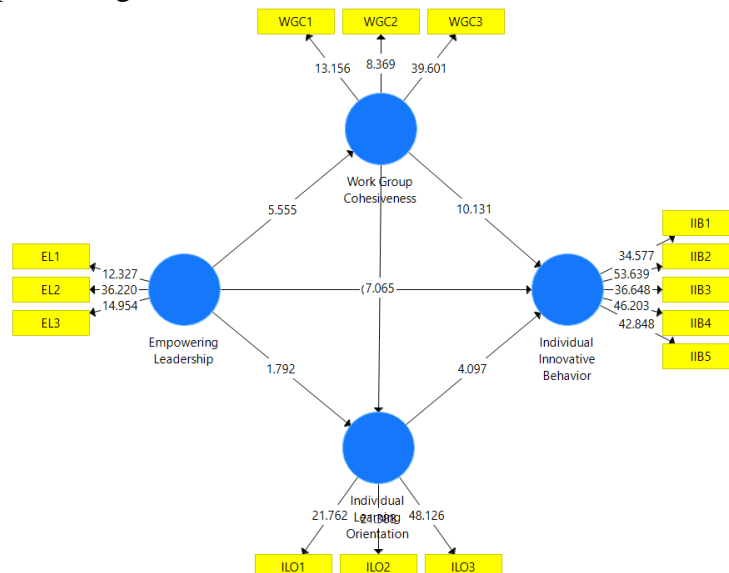 WGC1 WGC2 WGC3
13.156 8.369 39.601
Work Group
Cohesiveness
5.555 10.131
EL1
EL2
EL3
12.327
36.220
14.954
Empowering
Leadership
(7.065
IIB1
IIB2
IIB3
IIB4
IIB5
34.577
53.639
36.648
46.203
42.848
Individual
Innovative
Behavior
1.792 4.097
Individual
Learning
Orientation
21.762 48.126
ILO1 ILO2 ILO3